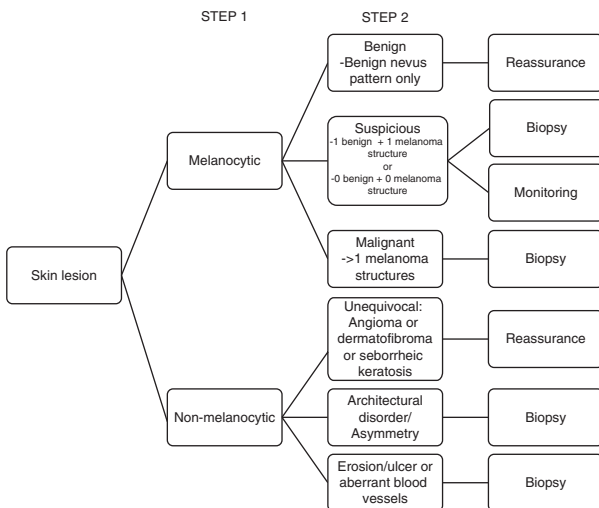 STEP 1
STEP 2
Skin lesion
Melanocytic
Benign
-Benign nevus
pattern only
Reassurance
Suspicious
-1 benign + 1 melanoma
structure
or
-0 benign + 0 melanoma
structure
Biopsy
Monitoring
Malignant
->1 melanoma
structures
Biopsy
Non-melanocytic
Unequivocal:
Angioma or
dermatofibroma
or seborrheic
keratosis
Reassurance
Architectural
disorder/
Asymmetry
Biopsy
Erosion/ulcer or
aberrant blood
vessels
Biopsy